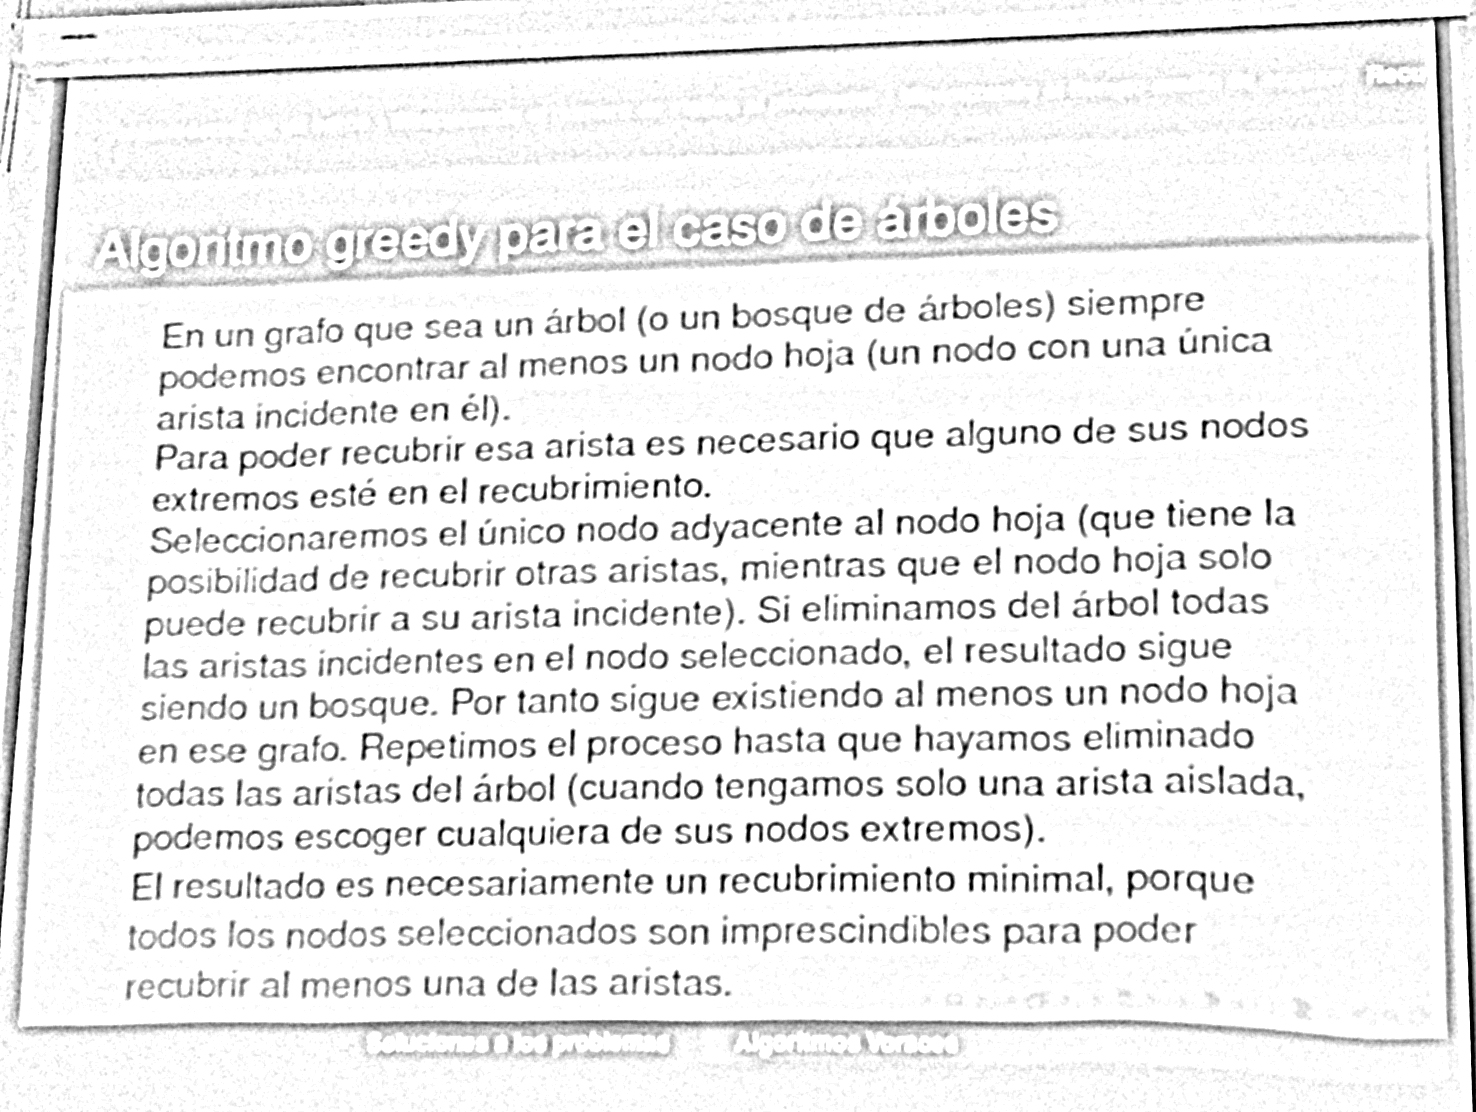 Recu
Algoritmo greedy para el caso de árboles
En un grafo que sea un árbol (o un bosque de árboles) siempre
podemos encontrar al menos un nodo hoja (un nodo con una única
arista incidente en él).
Para poder recubrir esa arista es necesario que alguno de sus nodos
extremos esté en el recubrimiento.
Seleccionaremos el único nodo adyacente al nodo hoja (que tiene la
posibilidad de recubrir otras aristas, mientras que el nodo hoja solo
puede recubrir a su arista incidente). Si eliminamos del árbol todas
las aristas incidentes en el nodo seleccionado, el resultado sigue
siendo un bosque. Por tanto sigue existiendo al menos un nodo hoja
en ese grafo. Repetimos el proceso hasta que hayamos eliminado
todas las aristas del árbol (cuando tengamos solo una arista aislada,
podemos escoger cualquiera de sus nodos extremos).
El resultado es necesariamente un recubrimiento minimal, porque
todos los nodos seleccionados son imprescindibles para poder
recubrir al menos una de las aristas.
Soluciones a los problemas Algoritmos Voraces